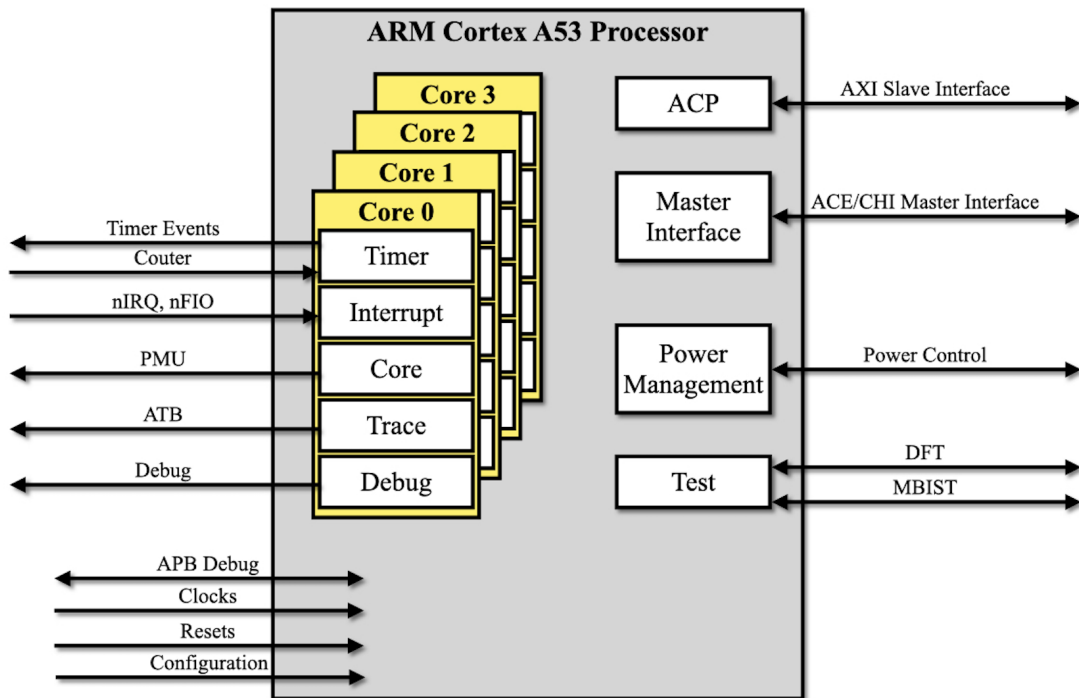 ARM Cortex A53 Processor
Core 3
Core 2
Core 1
Core 0
Timer
Interrupt
Core
Trace
Debug
Timer Events
Couter
nIRQ, nFIO
PMU
ATB
Debug
APB Debug
Clocks
Resets
Configuration
ACP
Master
Interface
Power
Management
Test
AXI Slave Interface
ACE/CHI Master Interface
Power Control
DFT
MBIST